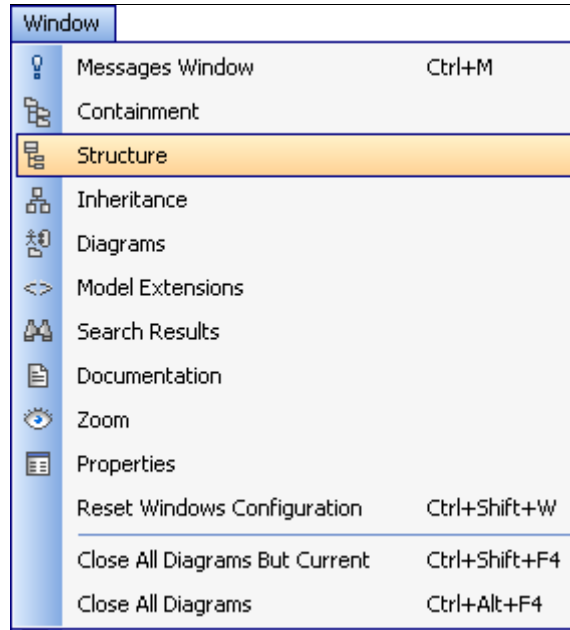 Window
Messages Window Ctrl+M
Containment
Structure
Inheritance
Diagrams
Model Extensions
Search Results
Documentation
Zoom
Properties
Reset Windows Configuration Ctrl+Shift+W
Close All Diagrams But Current Ctrl+Shift+F4
Close All Diagrams Ctrl+Alt+F4